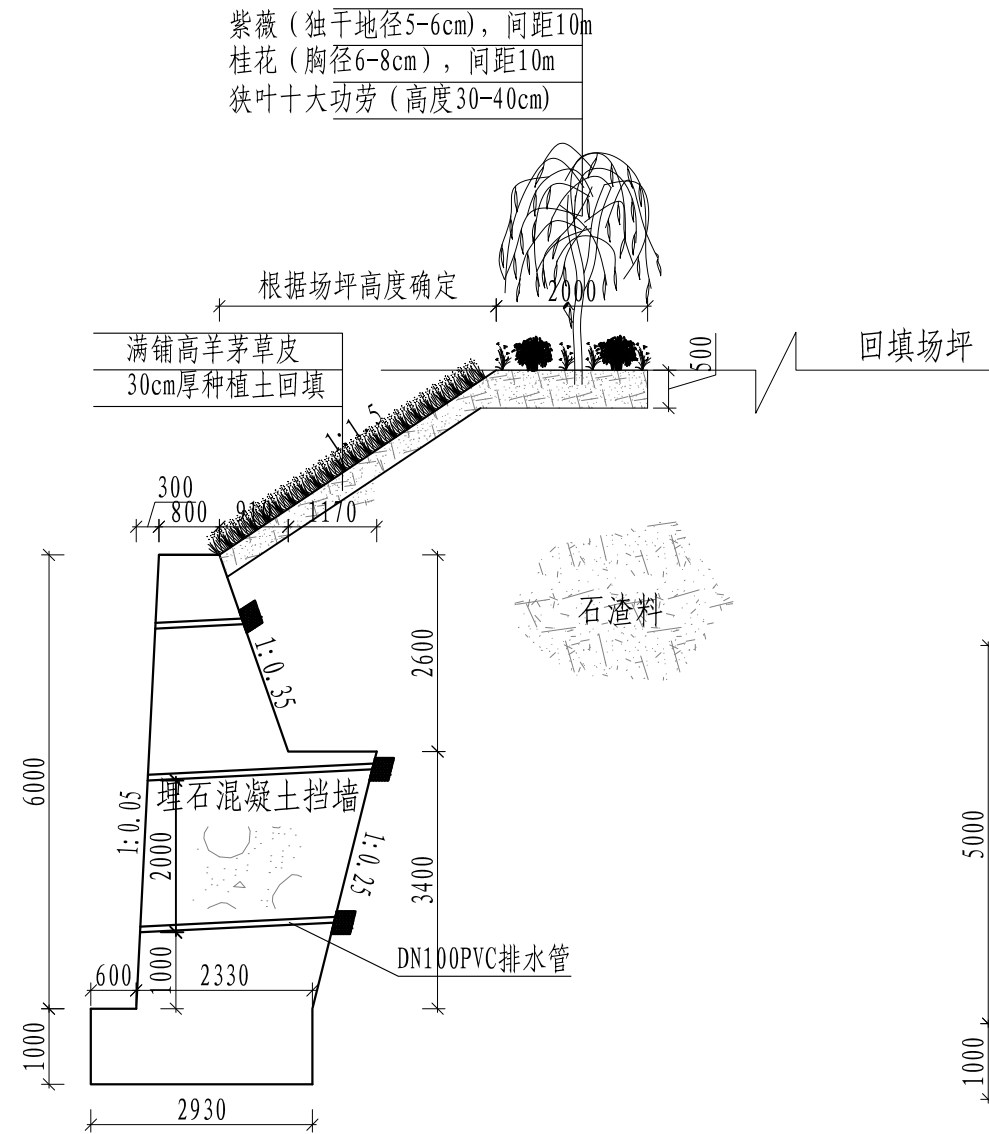 紫薇（独干地径5-6cm），间距10m
桂花（胸径6-8cm），间距10m
狭叶十大功劳（高度30-40cm）
根据场坪高度确定
2000
满铺高羊茅草皮
30cm厚种植土回填
500
回填场坪
1:1.5
300
800
910
1170
石渣料
1:0.35
2600
6000
埋石混凝土挡墙
1:0.05
2000
1:0.25
3400
5000
DN100PVC排水管
600
1000
2330
1000
1000
2930